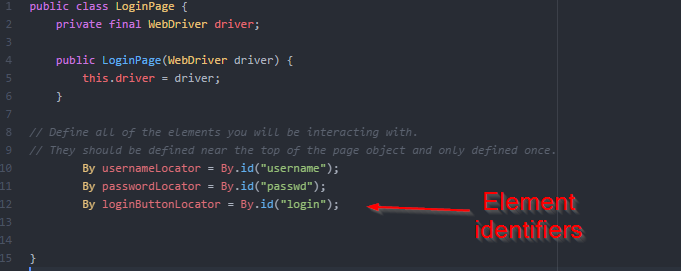 1 public class LoginPage {
2 private final WebDriver driver;
3
4 public LoginPage(WebDriver driver) {
5 this.driver = driver;
6 }
7
8 // Define all of the elements you will be interacting with.
9 // They should be defined near the top of the page object and only defined once.
10 By usernameLocator = By.id("username");
11 By passwordLocator = By.id("passwd");
12 By loginButtonLocator = By.id("login");
13
14
15 }
Element
identifiers